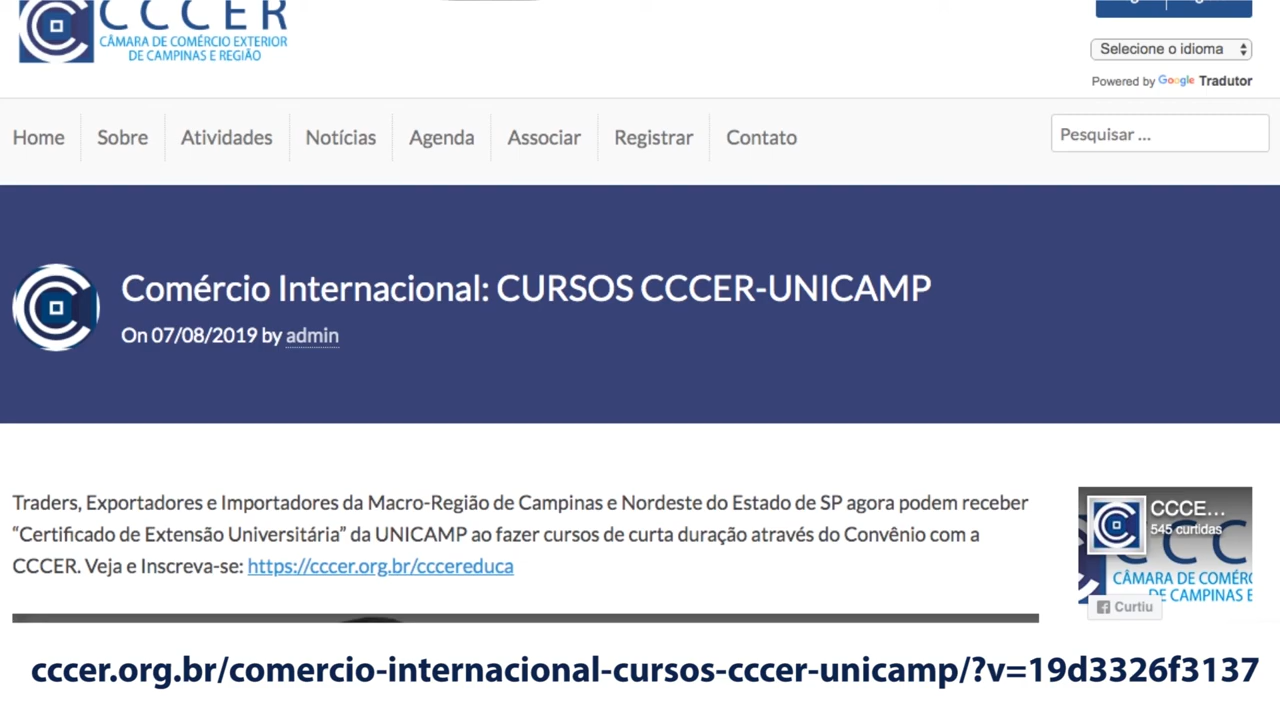 CCCER
CÂMARA DE COMÉRCIO EXTERIOR
DE CAMPINAS E REGIÃO
Selecione o idioma
Powered by Google Tradutor
Home Sobre Atividades Notícias Agenda Associar Registrar Contato
Pesquisar ...
Comércio Internacional: CURSOS CCCER-UNICAMP
On 07/08/2019 by admin
Traders, Exportadores e Importadores da Macro-Região de Campinas e Nordeste do Estado de SP agora podem receber
“Certificado de Extensão Universitária” da UNICAMP ao fazer cursos de curta duração através do Convênio com a
CCCER. Veja e Inscreva-se: https://cccer.org.br/cccereduca
CCCE...
545 curtidas
CÂMARA DE COMÉRC
DE CAMPINAS E
Curtiu
cccer.org.br/comercio-internacional-cursos-cccer-unicamp/?v=19d3326f3137